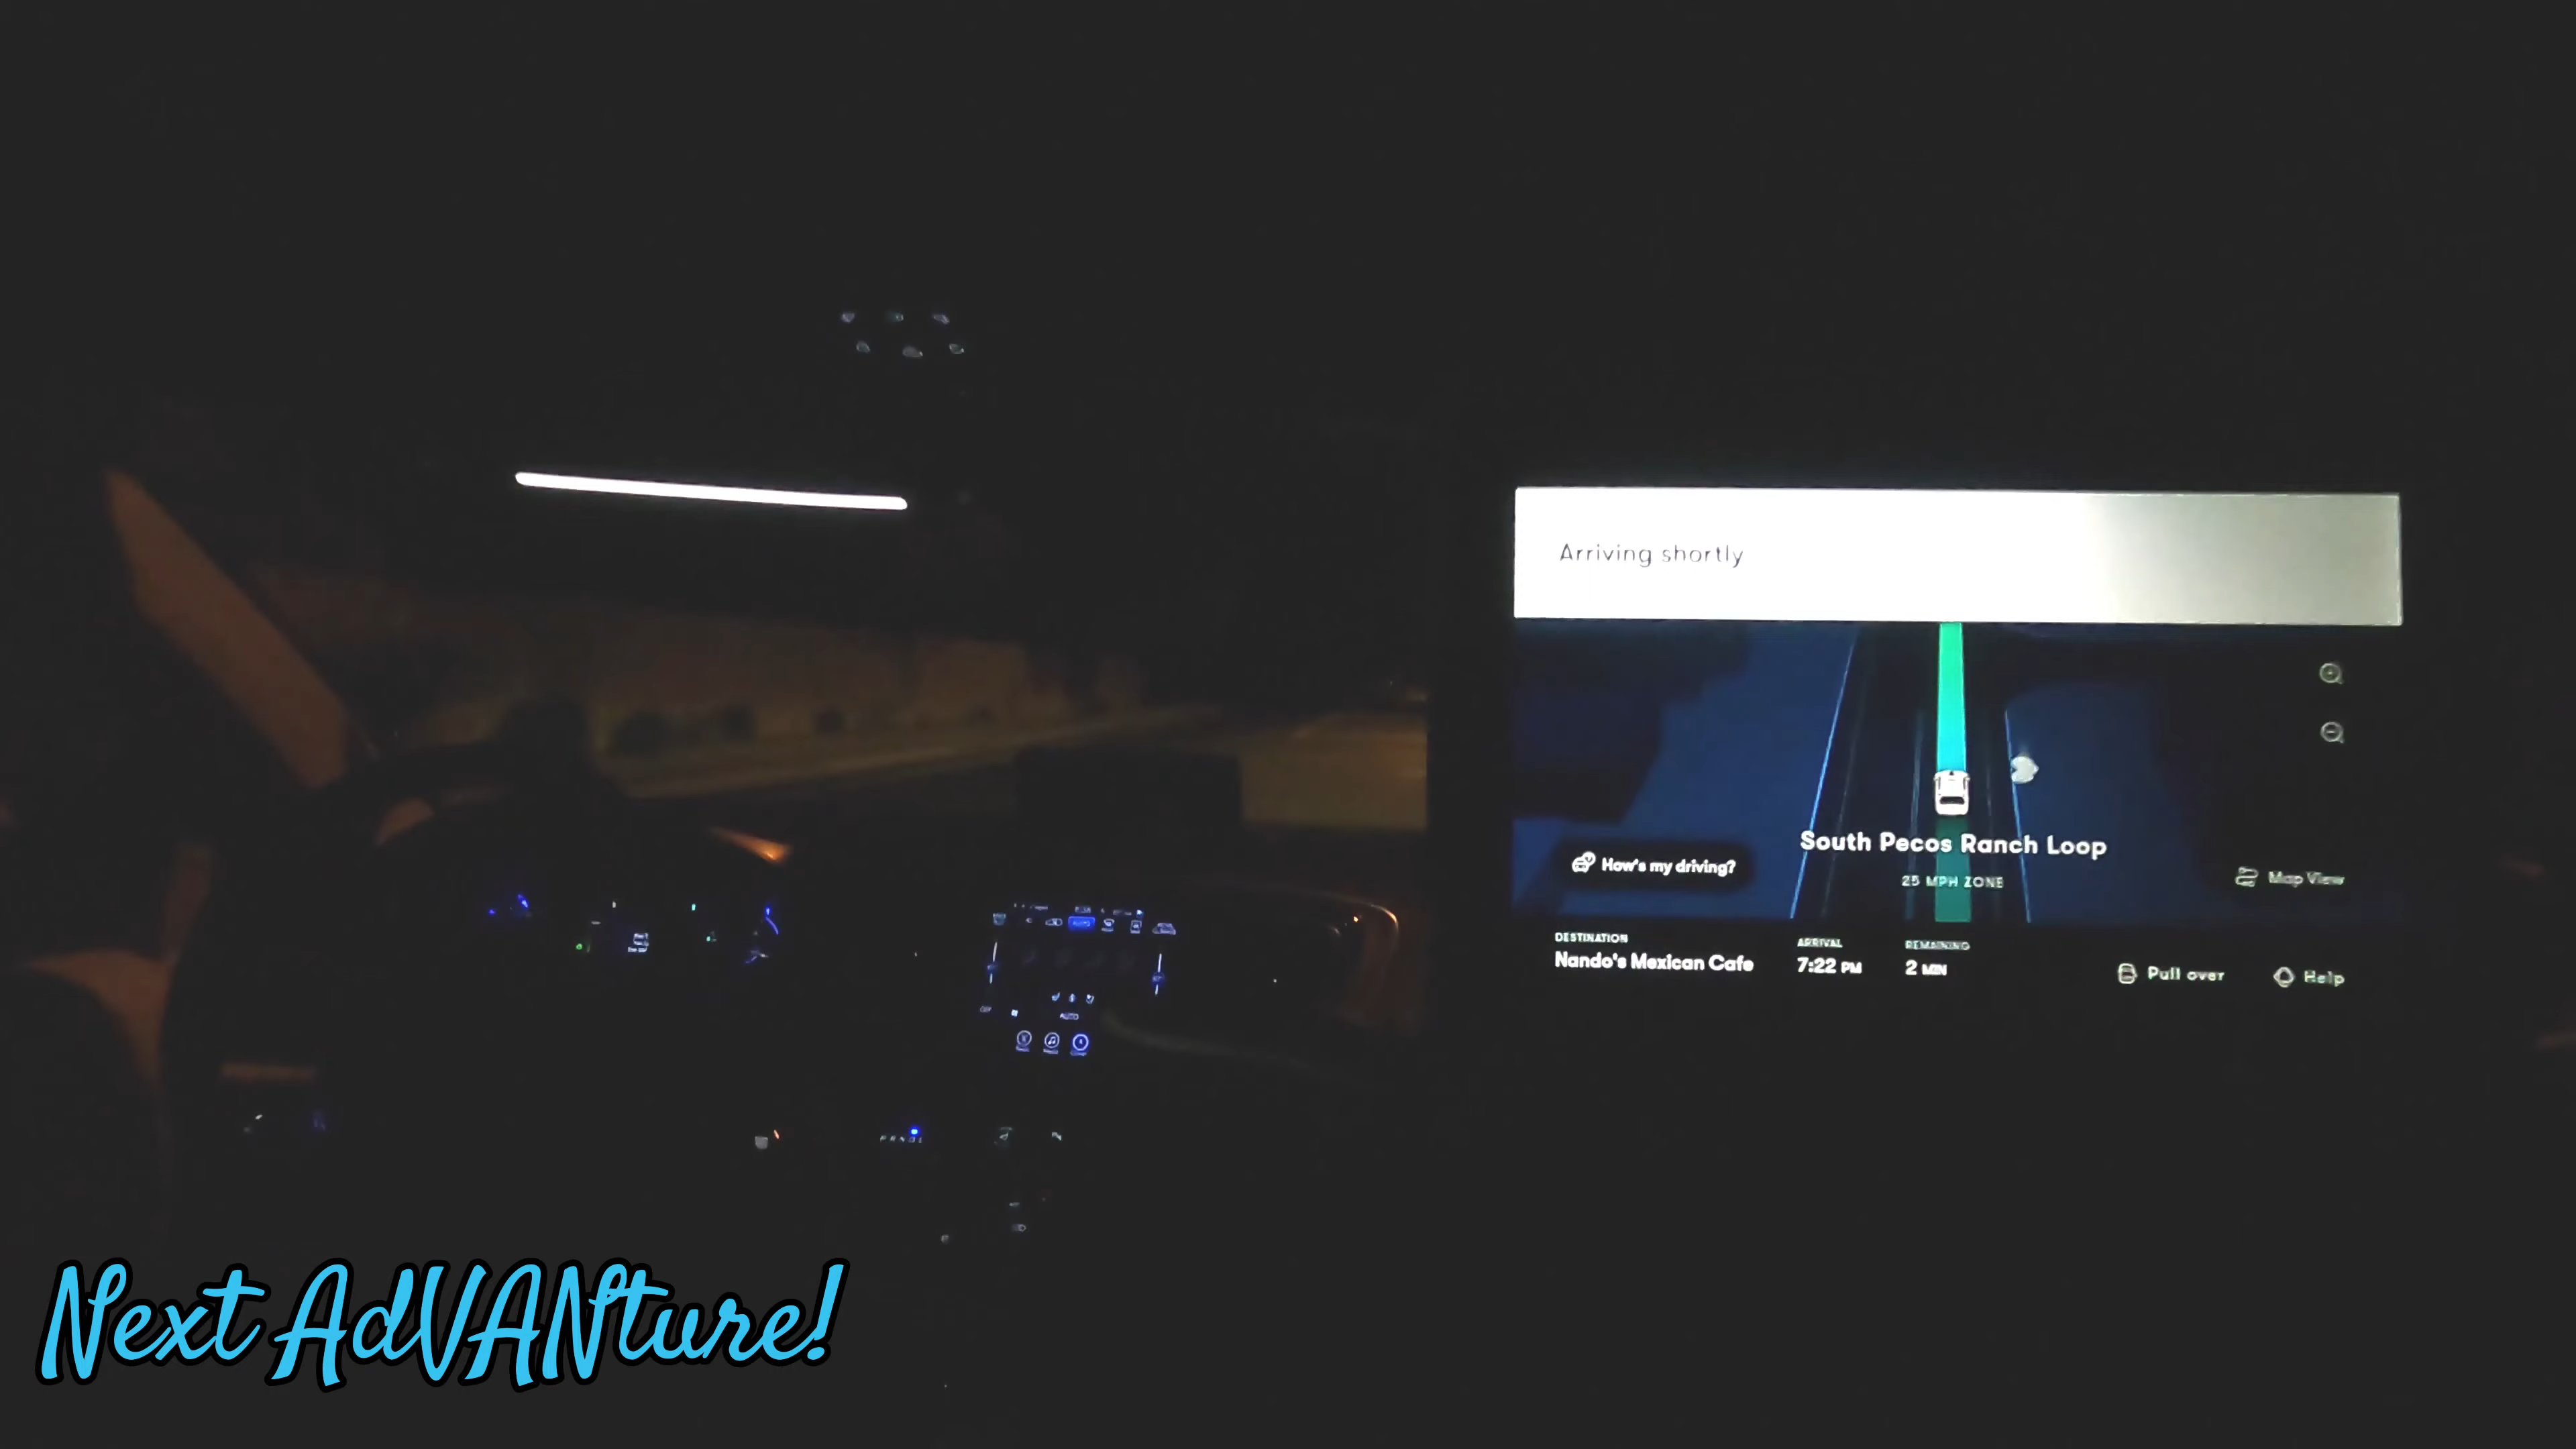 Arriving shortly
South Pecos Ranch Loop
25 MPH ZONE
How's my driving?
Map View
DESTINATION
Nando's Mexican Cafe
ARRIVAL
7:22 PM
REMAINING
2 MIN
Pull over
Help
AUTO
Next AdVANture!